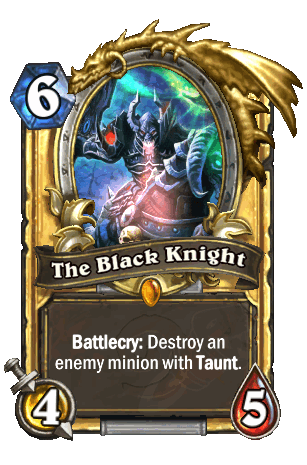 6
The Black Knight
Battlecry: Destroy an
enemy minion with Taunt.
4
5